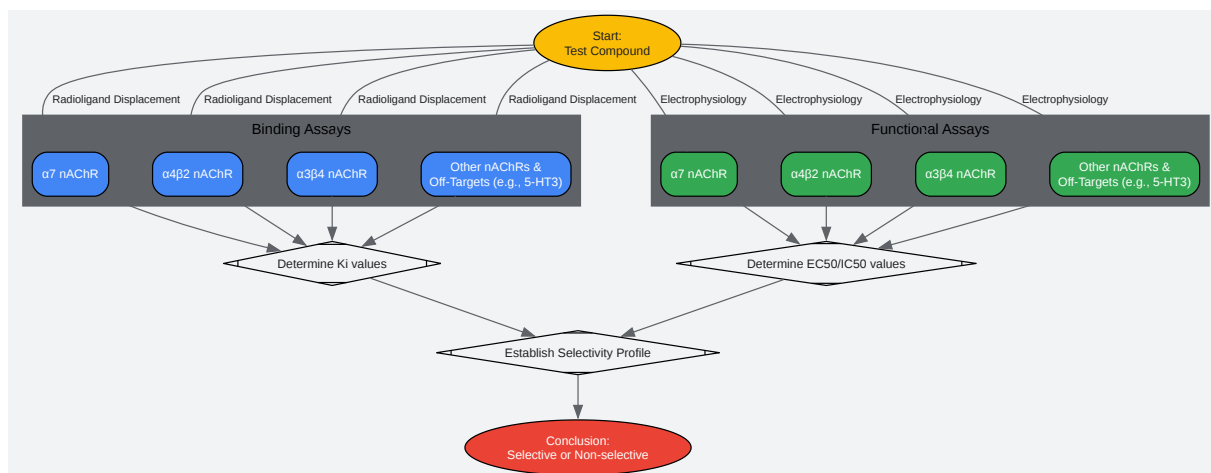 Start:
Test Compound
Radioligand Displacement
Radioligand Displacement
Radioligand Displacement
Radioligand Displacement
Electrophysiology
Electrophysiology
Electrophysiology
Electrophysiology
Binding Assays
α7 nAChR
α4β2 nAChR
α3β4 nAChR
Other nAChRs &
Off-Targets (e.g., 5-HT3)
Functional Assays
α7 nAChR
α4β2 nAChR
α3β4 nAChR
Other nAChRs &
Off-Targets (e.g., 5-HT3)
Determine Ki values
Determine EC50/IC50 values
Establish Selectivity Profile
Conclusion:
Selective or Non-selective